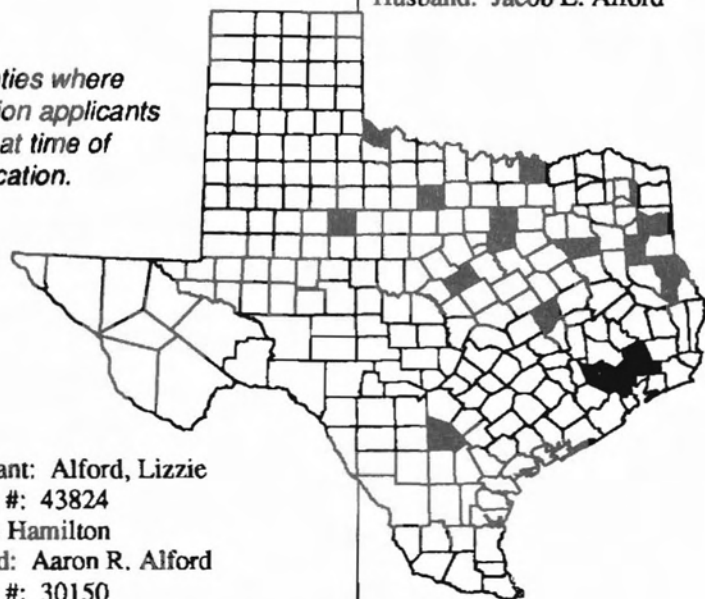 Husband: Jacob E. Alford
ties where
ion applicants
at time of
cation.
ant: Alford, Lizzie
#: 43824
Hamilton
d: Aaron R. Alford
#: 30150